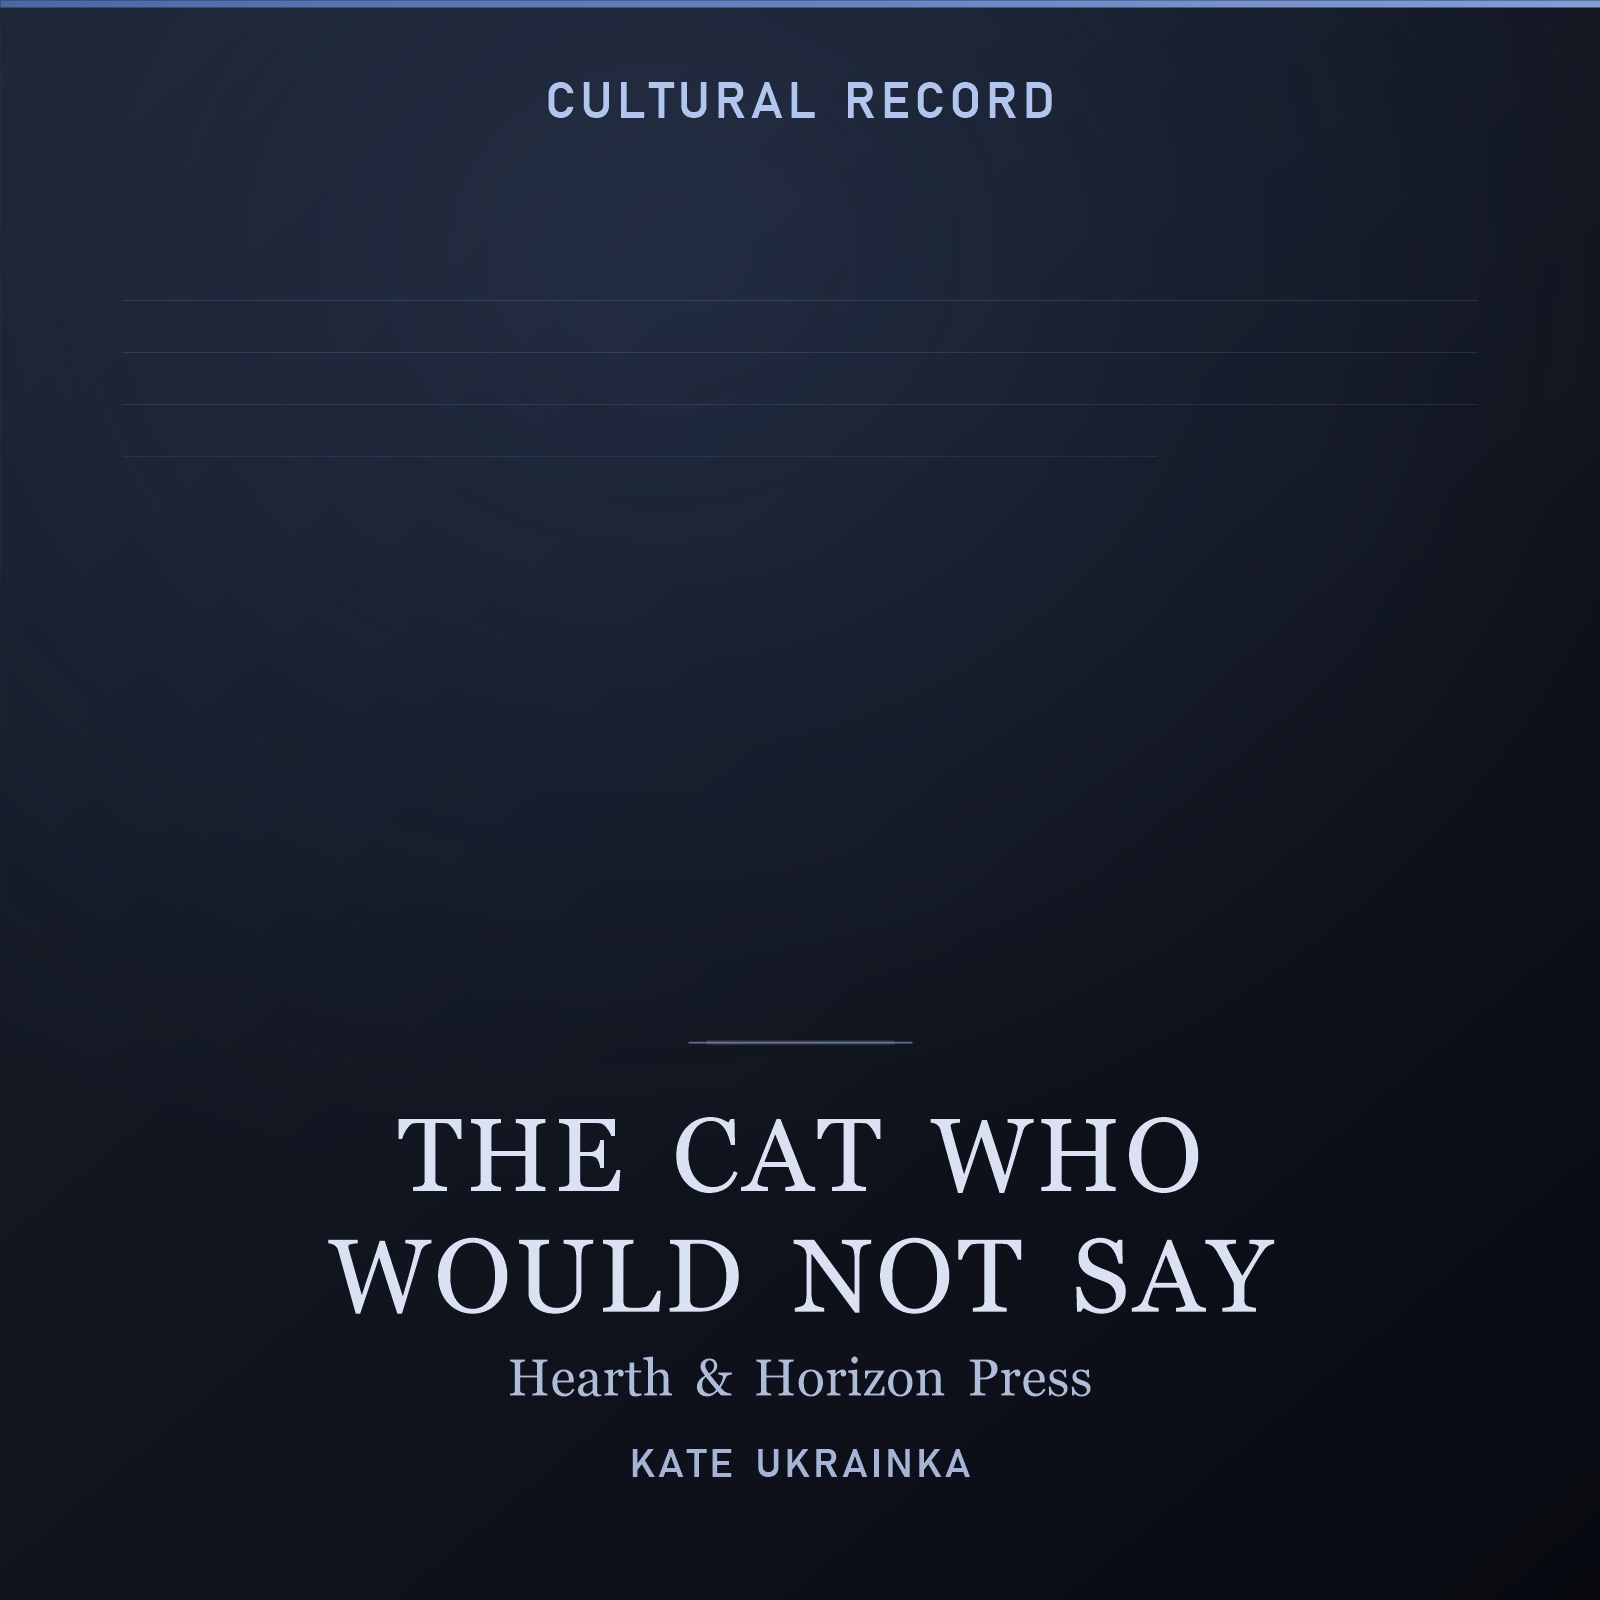 CULTURAL RECORD
THE CAT WHO
WOULD NOT SAY
Hearth & Horizon Press
KATE UKRAINKA